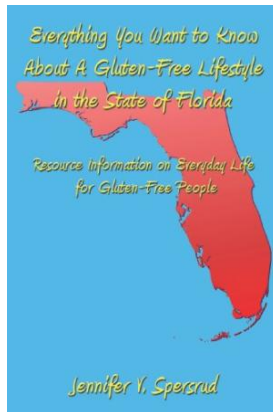 Everything You Want to Know
About A Gluten-Free Lifestyle
in the State of Florida
Resource Information on Everyday Life
for Gluten-Free People
Jennifer V. Spersrud